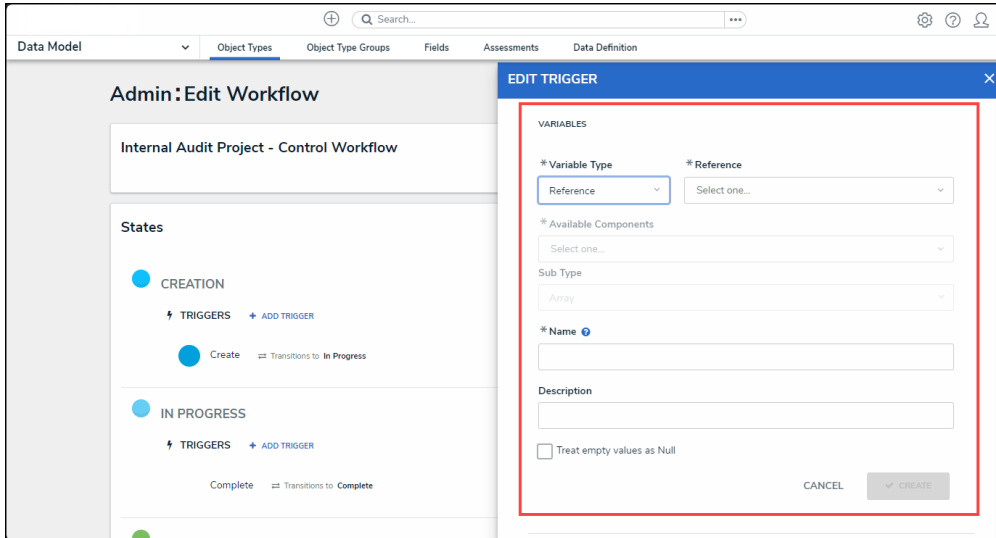 Search...
Data Model
Object Types
Object Type Groups
Fields
Assessments
Data Definition
Admin:Edit Workflow
Internal Audit Project - Control Workflow
States
CREATION
TRIGGERS + ADD TRIGGER
Create Transitions to In Progress
IN PROGRESS
TRIGGERS + ADD TRIGGER
Complete Transitions to Complete
EDIT TRIGGER
VARIABLES
*Variable Type *Reference
Reference Select one...
*Available Components
Select one...
Sub Type
Array
*Name
Description
Treat empty values as Null
CANCEL CREATE